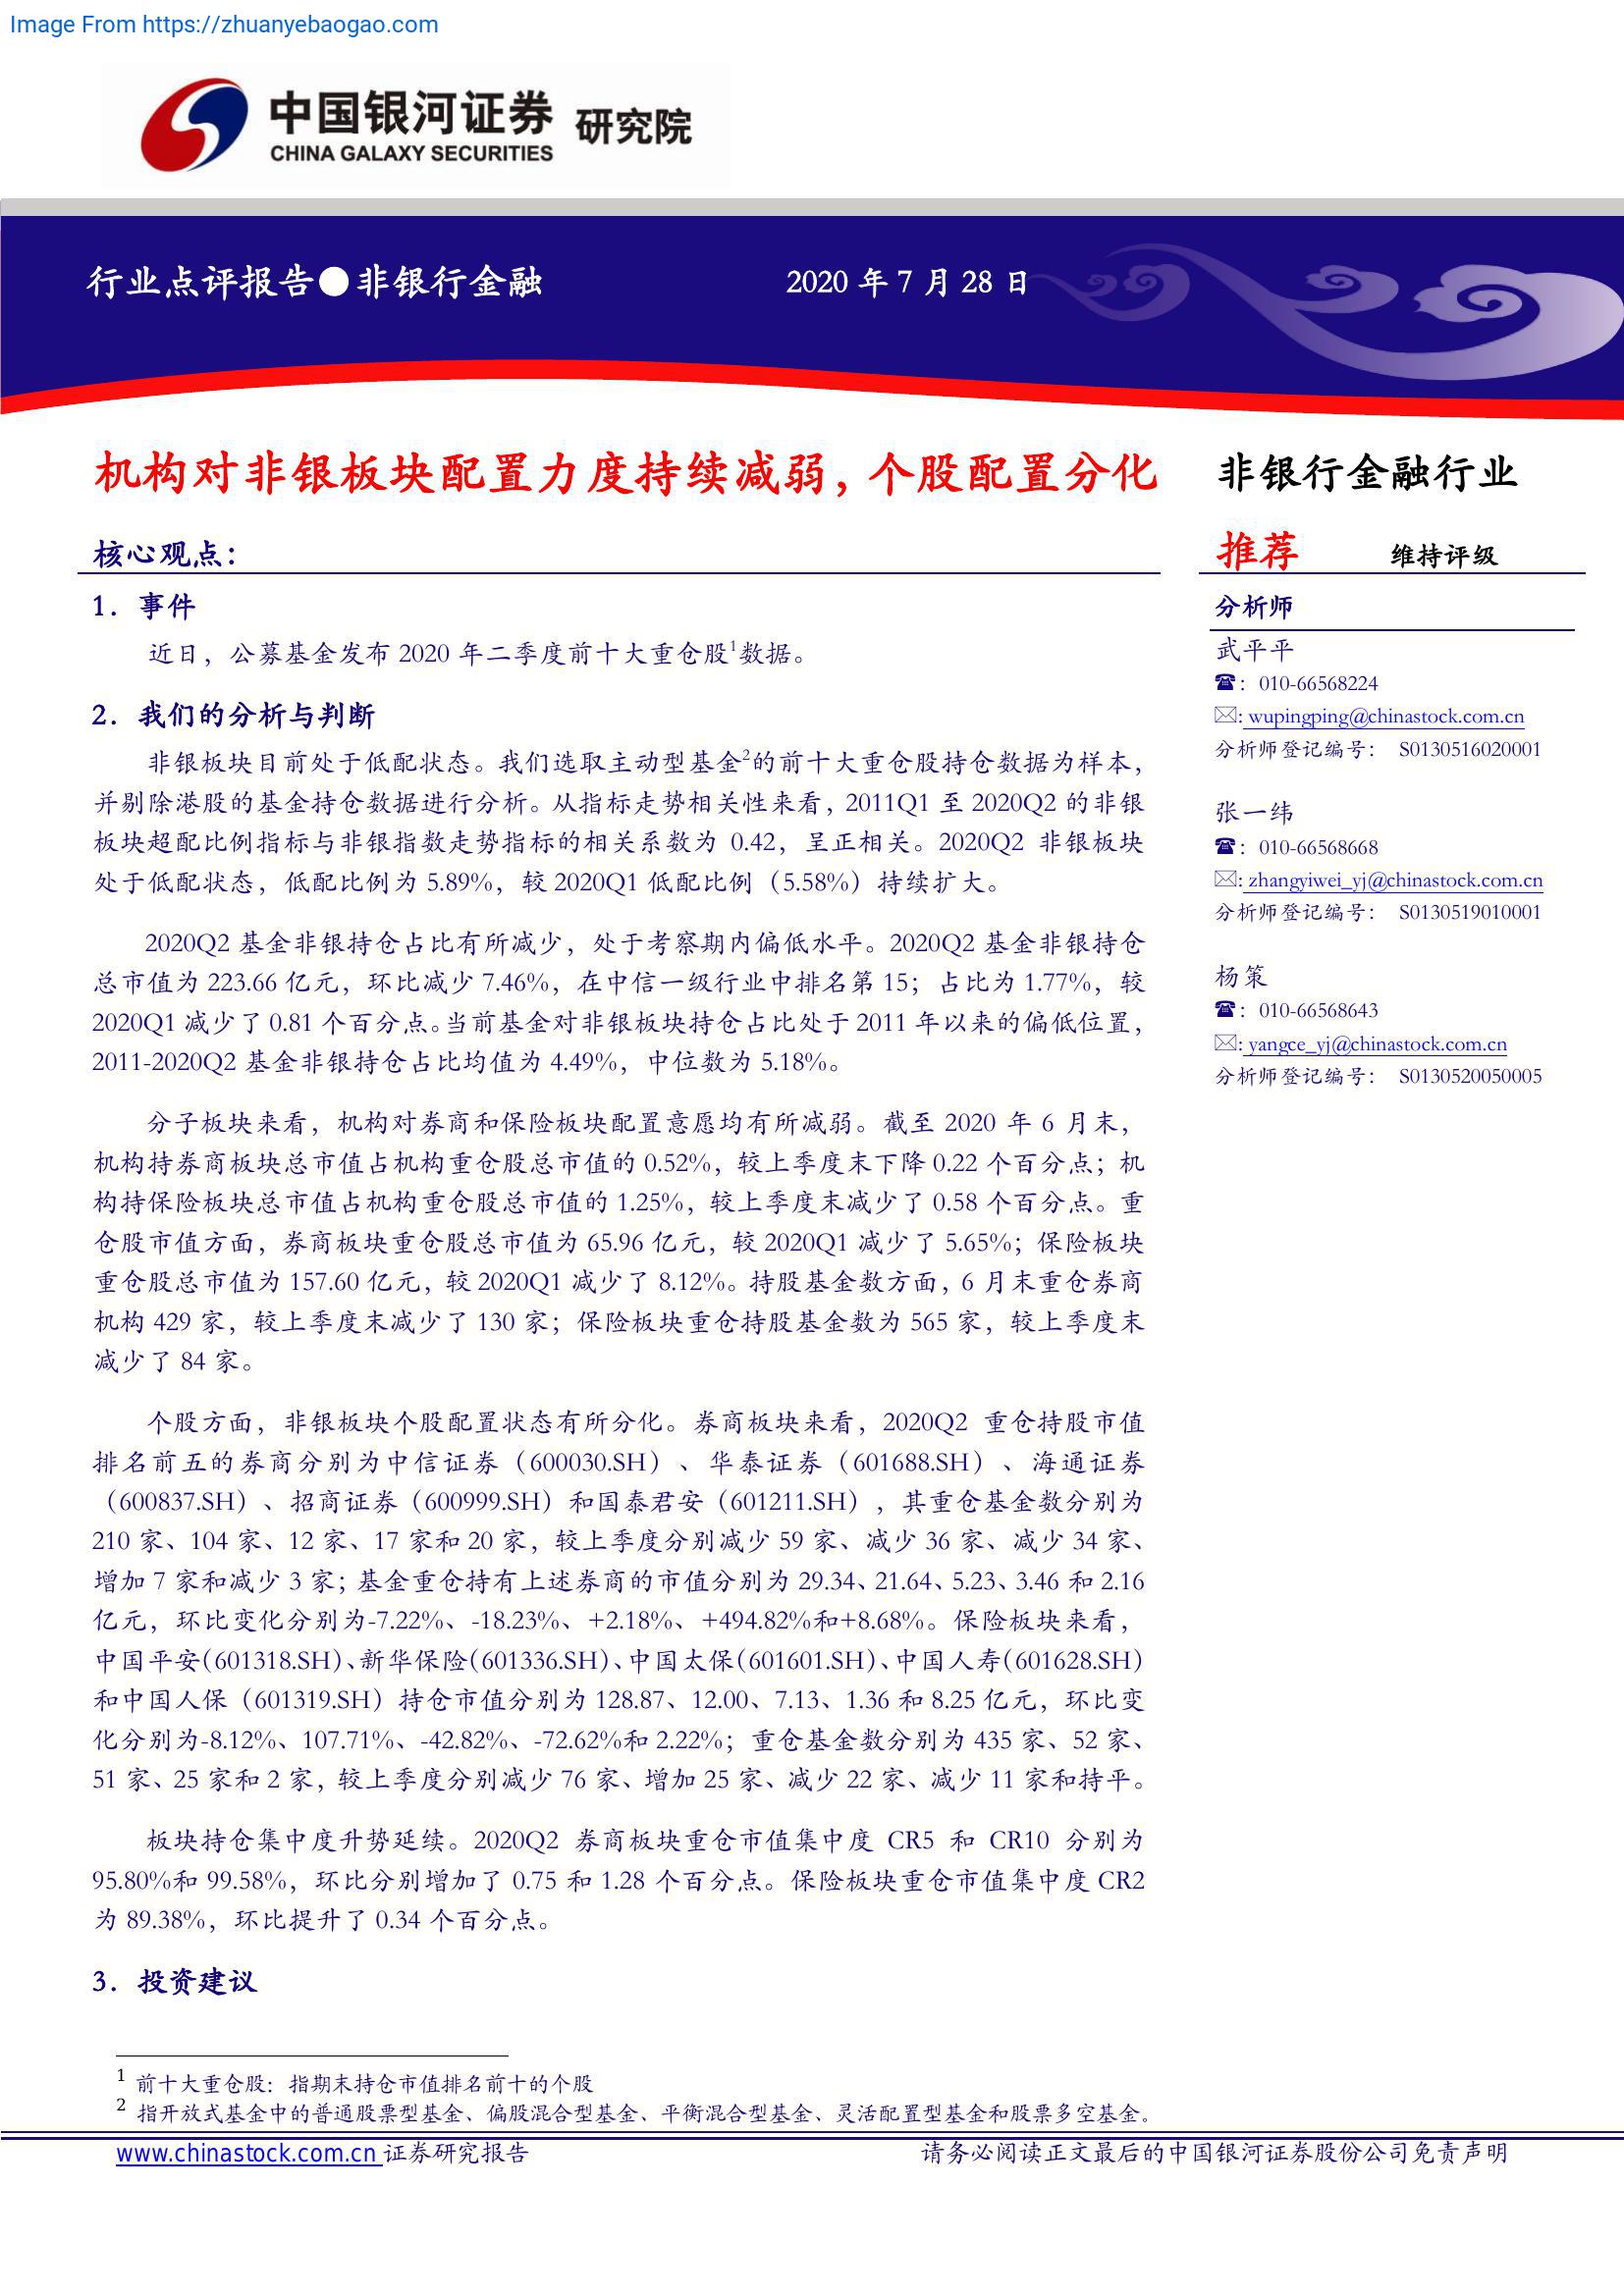 Image From https://zhuanyebaogao.com
中国银河证券 研究院
CHINA GALAXY SECURITIES
行业点评报告●非银行金融 2020 年 7 月 28 日
机构对非银板块配置力度持续减弱，个股配置分化
核心观点：
1. 事件
近日，公募基金发布 2020 年二季度前十大重仓股1数据。
2. 我们的分析与判断
非银板块目前处于低配状态。我们选取主动型基金2的前十大重仓股持仓数据为样本，
并剔除港股的基金持仓数据进行分析。从指标走势相关性来看，2011Q1 至 2020Q2 的非银
板块超配比例指标与非银指数走势指标的相关系数为 0.42，呈正相关。2020Q2 非银板块
处于低配状态，低配比例为 5.89%，较 2020Q1 低配比例（5.58%）持续扩大。
2020Q2 基金非银持仓占比有所减少，处于考察期内偏低水平。2020Q2 基金非银持仓
总市值为 223.66 亿元，环比减少 7.46%，在中信一级行业中排名第 15；占比为 1.77%，较
2020Q1 减少了 0.81 个百分点。当前基金对非银板块持仓占比处于 2011 年以来的偏低位置，
2011-2020Q2 基金非银持仓占比均值为 4.49%，中位数为 5.18%。
分子板块来看，机构对券商和保险板块配置意愿均有所减弱。截至 2020 年 6 月末，
机构持券商板块总市值占机构重仓股总市值的 0.52%，较上季度末下降 0.22 个百分点；机
构持保险板块总市值占机构重仓股总市值的 1.25%，较上季度末减少了 0.58 个百分点。重
仓股市值方面，券商板块重仓股总市值为 65.96 亿元，较 2020Q1 减少了 5.65%；保险板块
重仓股总市值为 157.60 亿元，较 2020Q1 减少了 8.12%。持股基金数方面，6 月末重仓券商
机构 429 家，较上季度末减少了 130 家；保险板块重仓持股基金数为 565 家，较上季度末
减少了 84 家。
个股方面，非银板块个股配置状态有所分化。券商板块来看，2020Q2 重仓持股市值
排名前五的券商分别为中信证券（600030.SH）、华泰证券（601688.SH）、海通证券
（600837.SH）、招商证券（600999.SH）和国泰君安（601211.SH），其重仓基金数分别为
210 家、104 家、12 家、17 家和 20 家，较上季度分别减少 59 家、减少 36 家、减少 34 家、
增加 7 家和减少 3 家；基金重仓持有上述券商的市值分别为 29.34、21.64、5.23、3.46 和 2.16
亿元，环比变化分别为-7.22%、-18.23%、+2.18%、+494.82%和+8.68%。保险板块来看，
中国平安(601318.SH)、新华保险(601336.SH)、中国太保(601601.SH)、中国人寿(601628.SH)
和中国人保（601319.SH）持仓市值分别为 128.87、12.00、7.13、1.36 和 8.25 亿元，环比变
化分别为-8.12%、107.71%、-42.82%、-72.62%和 2.22%；重仓基金数分别为 435 家、52 家、
51 家、25 家和 2 家，较上季度分别减少 76 家、增加 25 家、减少 22 家、减少 11 家和持平。
板块持仓集中度升势延续。2020Q2 券商板块重仓市值集中度 CR5 和 CR10 分别为
95.80%和 99.58%，环比分别增加了 0.75 和 1.28 个百分点。保险板块重仓市值集中度 CR2
为 89.38%，环比提升了 0.34 个百分点。
3. 投资建议
非银行金融行业
推荐 维持评级
分析师
武平平
☎：010-66568224
✉: wupingping@chinastock.com.cn
分析师登记编号： S0130516020001
张一纬
☎：010-66568668
✉: zhangyiwei_yj@chinastock.com.cn
分析师登记编号： S0130519010001
杨策
☎：010-66568643
✉: yangce_yj@chinastock.com.cn
分析师登记编号： S0130520050005
1 前十大重仓股：指期末持仓市值排名前十的个股
2 指开放式基金中的普通股票型基金、偏股混合型基金、平衡混合型基金、灵活配置型基金和股票多空基金。
www.chinastock.com.cn 证券研究报告 请务必阅读正文最后的中国银河证券股份公司免责声明